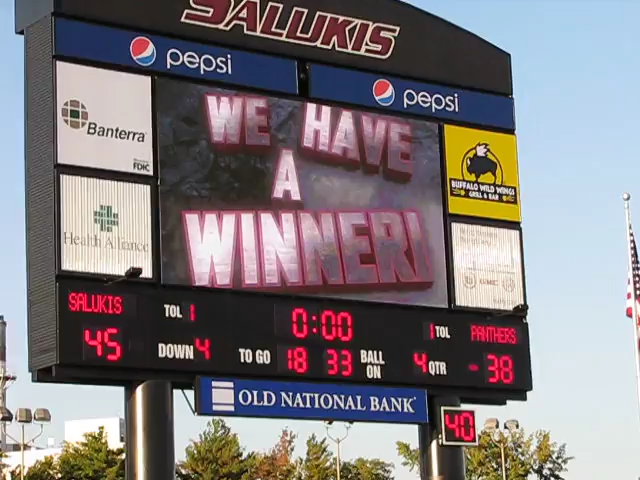 SALUKIS
pepsi
pepsi
WE HAVE
A
WINNER!
Banterra
FDIC
Health Alliance
BUFFALO WILD WINGS
GRILL & BAR
GMC
SALUKIS TOL 1 0:00 1 TOL PANTHERS
45 DOWN 4 TO GO 18 33 BALL ON 4 QTR - 38
OLD NATIONAL BANK
40